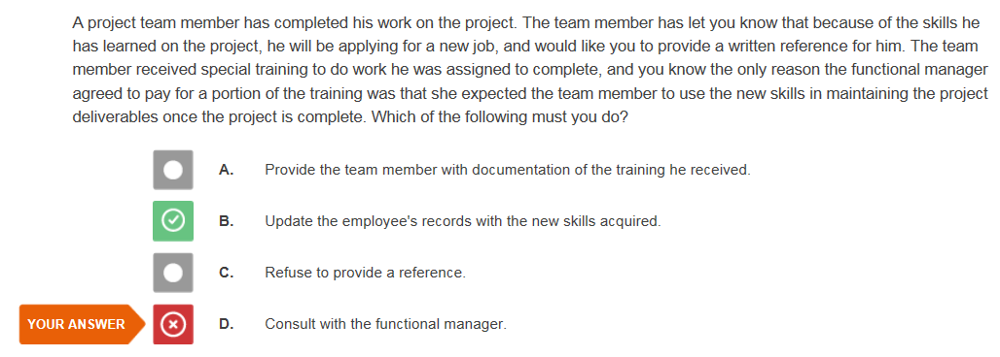 A project team member has completed his work on the project. The team member has let you know that because of the skills he
has learned on the project, he will be applying for a new job, and would like you to provide a written reference for him. The team
member received special training to do work he was assigned to complete, and you know the only reason the functional manager
agreed to pay for a portion of the training was that she expected the team member to use the new skills in maintaining the project
deliverables once the project is complete. Which of the following must you do?
A. Provide the team member with documentation of the training he received.
B. Update the employee's records with the new skills acquired.
C. Refuse to provide a reference.
YOUR ANSWER D. Consult with the functional manager.